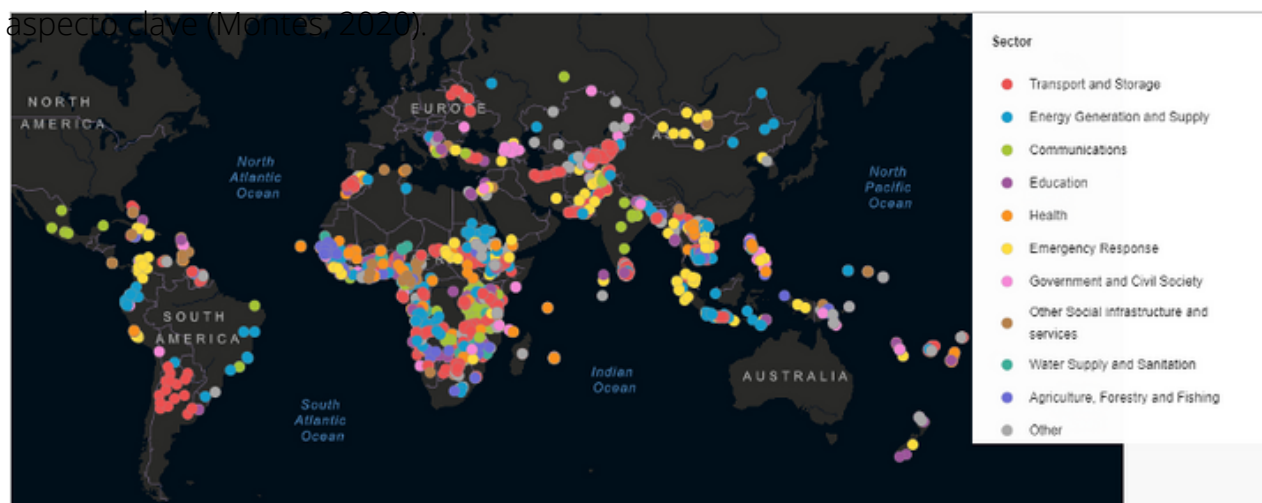 aspecto clave (Montes, 2020).
NORTH
AMERICA
EUROPE
North
Atlantic
Ocean
North
Pacific
Ocean
SOUTH
AMERICA
Indian
Ocean
AUSTRALIA
South
Atlantic
Ocean
Sector
Transport and Storage
Energy Generation and Supply
Communications
Education
Health
Emergency Response
Government and Civil Society
Other Social infrastructure and
services
Water Supply and Sanitation
Agriculture, Forestry and Fishing
Other